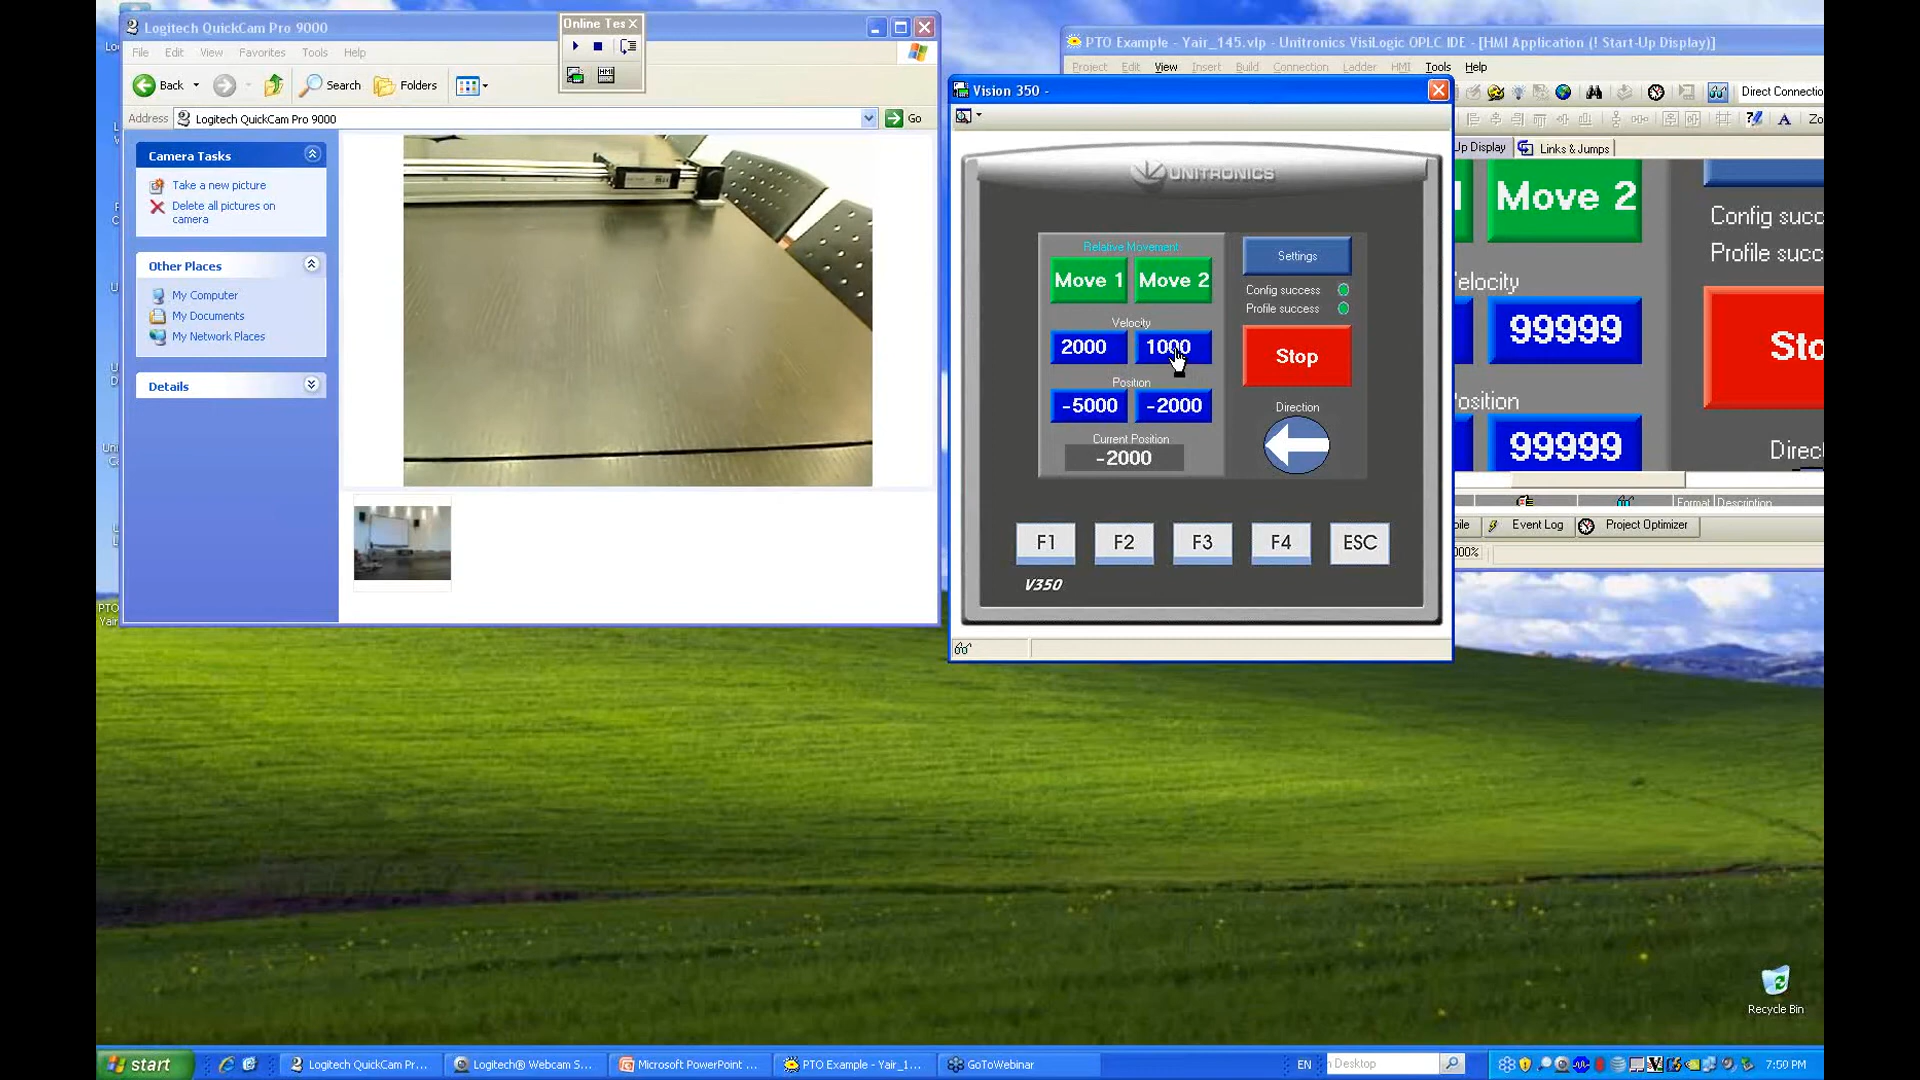 Logitech QuickCam Pro 9000
File Edit View Favorites Tools Help
Back Search Folders
Address Logitech QuickCam Pro 9000 Go
Camera Tasks
Take a new picture
Delete all pictures on
camera
Other Places
My Computer
My Documents
My Network Places
Details
Online Tes
HMI
Vision 350 -
UNITRONICS
Relative Movement
Move 1 Move 2
Velocity
2000 1000
Position
-5000 -2000
Current Position
-2000
Settings
Config success
Profile success
Stop
Direction
F1 F2 F3 F4 ESC
V350
PTO Example - Yair_145.vlp - Unitronics VisiLogic OPLC IDE - [HMI Application (! Start-Up Display)]
Project Edit View Insert Build Connection Ladder HMI Tools Help
Direct Connectio
Zo
Up Display Links & Jumps
Move 2
Config succ
Profile succ
elocity
99999
Sto
osition
99999
Direc
Format Description
Event Log Project Optimizer
PTO
Yair
Recycle Bin
start Logitech QuickCam Pr... Logitech® Webcam S... Microsoft PowerPoint ... PTO Example - Yair_1... GoToWebinar EN Desktop 7:59 PM